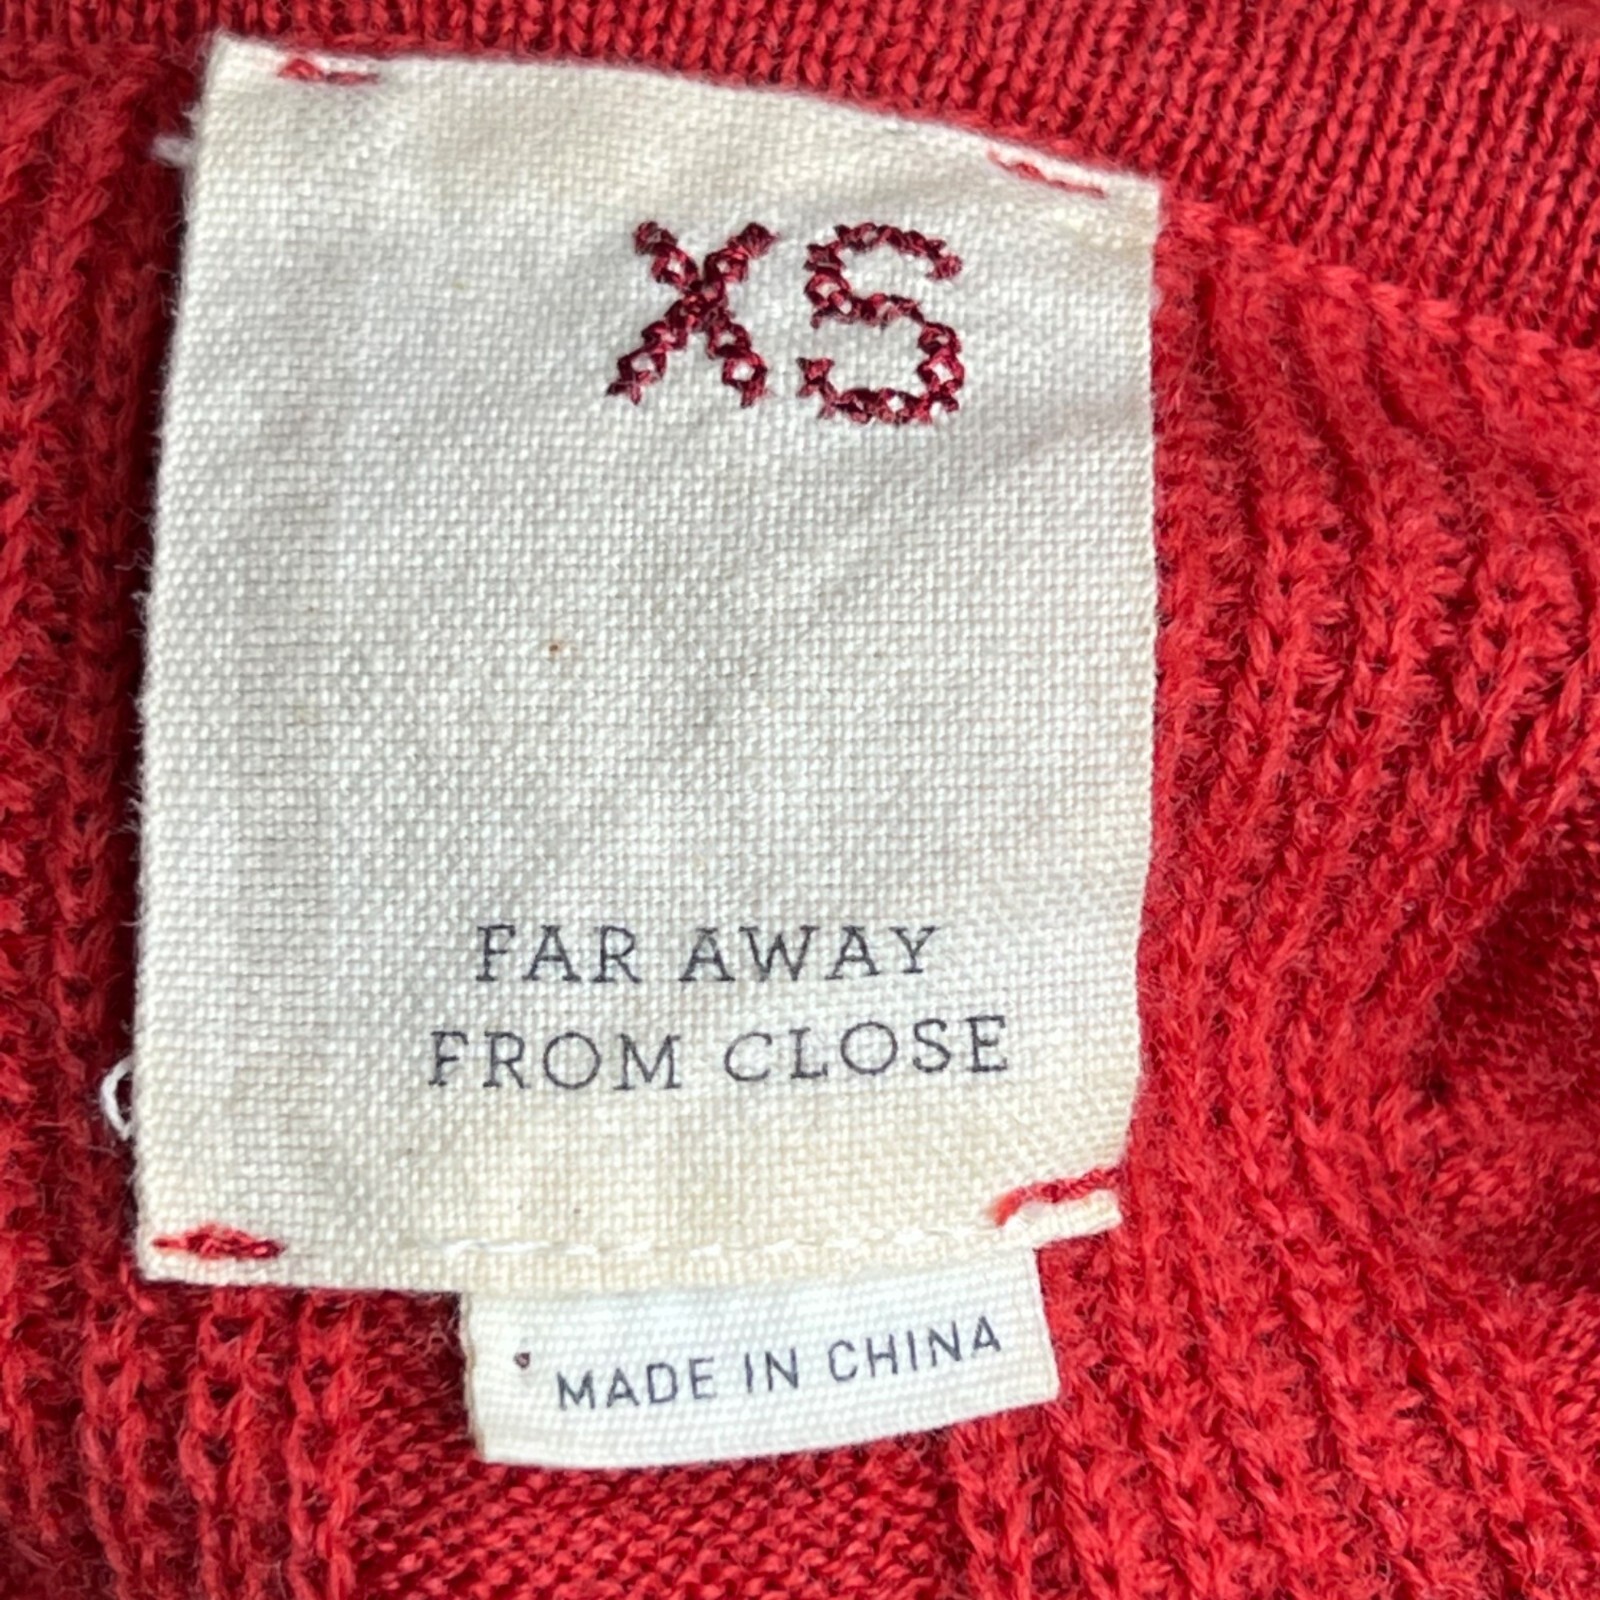 XS
FAR AWAY
FROM CLOSE
MADE IN CHINA